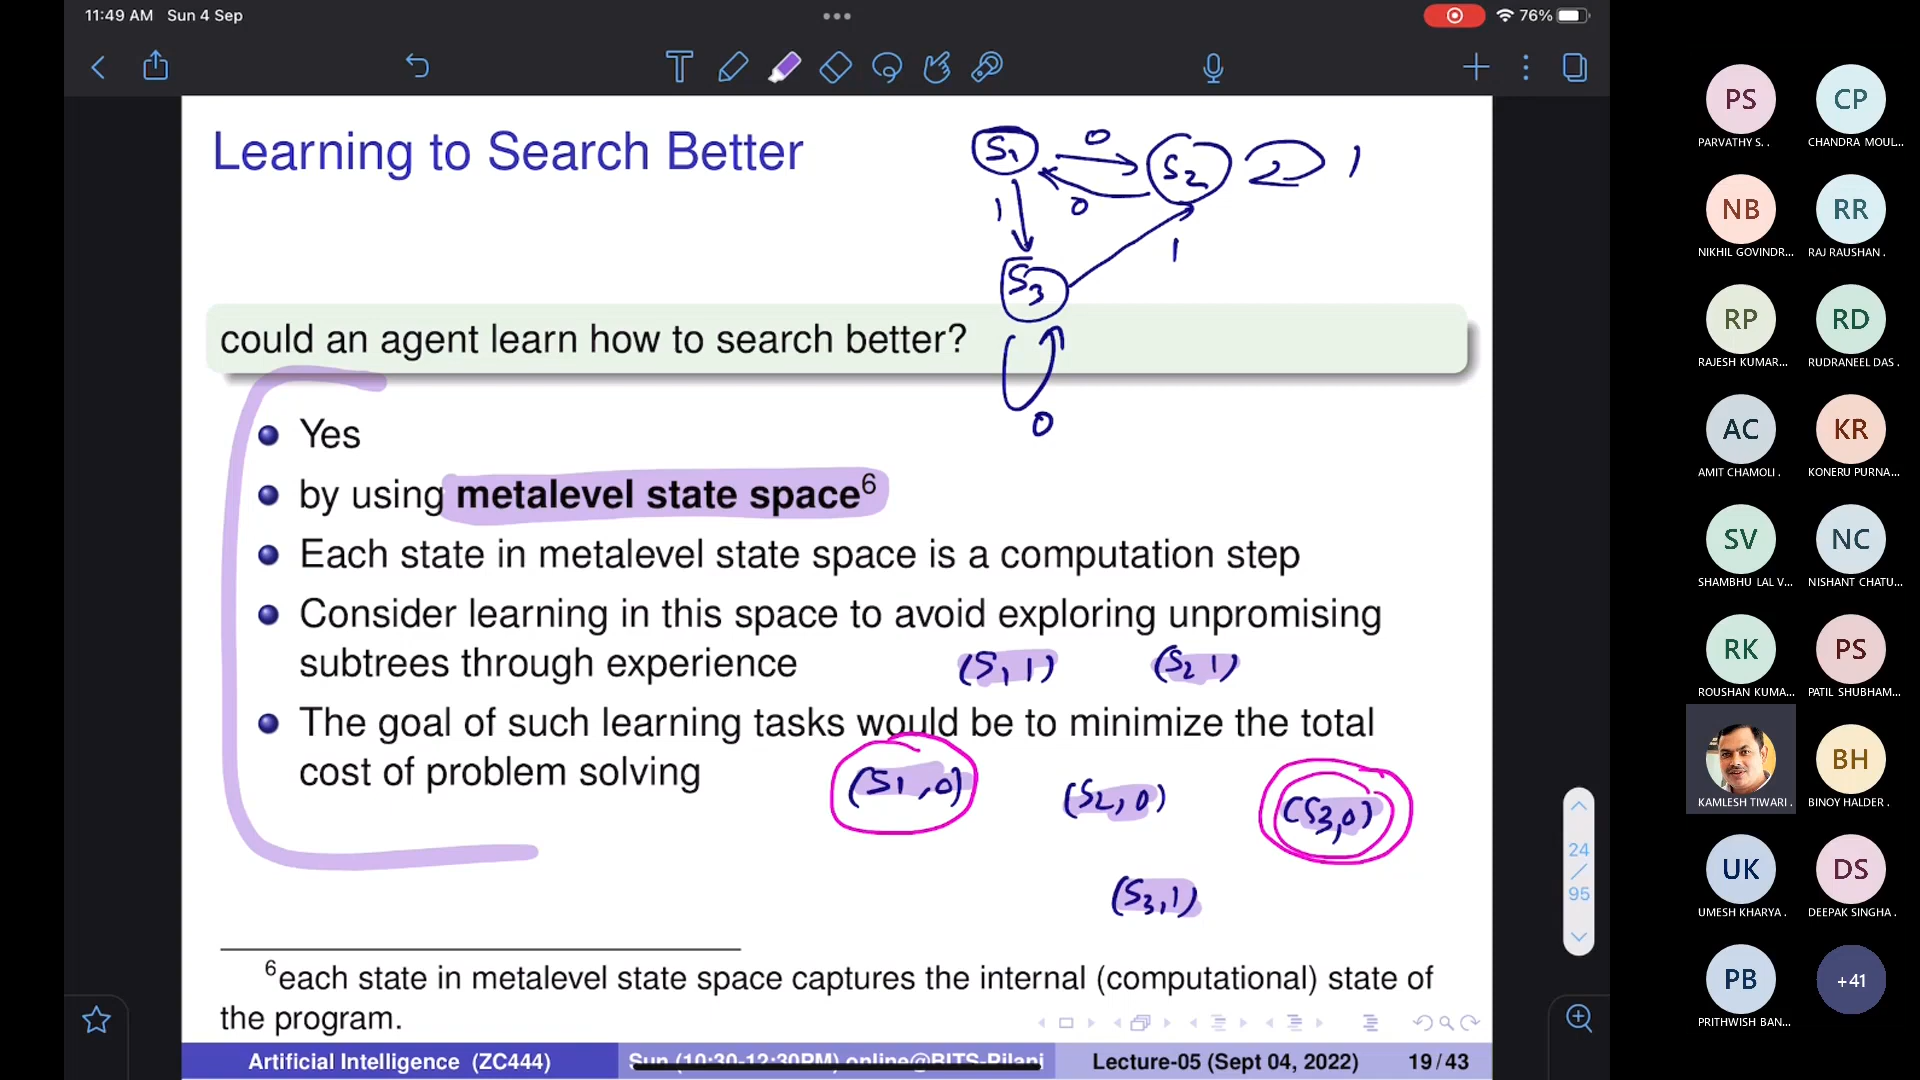 11:49 AM Sun 4 Sep
76%
Learning to Search Better
S1
0
S2
1
0
1
S3
1
0
could an agent learn how to search better?
Yes
by using metalevel state space6
Each state in metalevel state space is a computation step
Consider learning in this space to avoid exploring unpromising
subtrees through experience
(S1 1)
(S2 1)
The goal of such learning tasks would be to minimize the total
cost of problem solving
(S1,0)
(S2,0)
(S3,0)
(S3,1)
6each state in metalevel state space captures the internal (computational) state of
the program.
Artificial Intelligence (ZC444)
Sun (10:30-12:30PM) online@BITS-Pilani
Lecture-05 (Sept 04, 2022)
19/43
24
/
95
PS
PARVATHY S. .
CP
CHANDRA MOUL...
NB
NIKHIL GOVINDR...
RR
RAJ RAUSHAN .
RP
RAJESH KUMAR...
RD
RUDRANEEL DAS .
AC
AMIT CHAMOLI .
KR
KONERU PURNA...
SV
SHAMBHU LAL V...
NC
NISHANT CHATU...
RK
ROUSHAN KUMA...
PS
PATIL SHUBHAM...
KAMLESH TIWARI .
BH
BINOY HALDER .
UK
UMESH KHARYA .
DS
DEEPAK SINGHA .
PB
PRITHWISH BAN...
+41